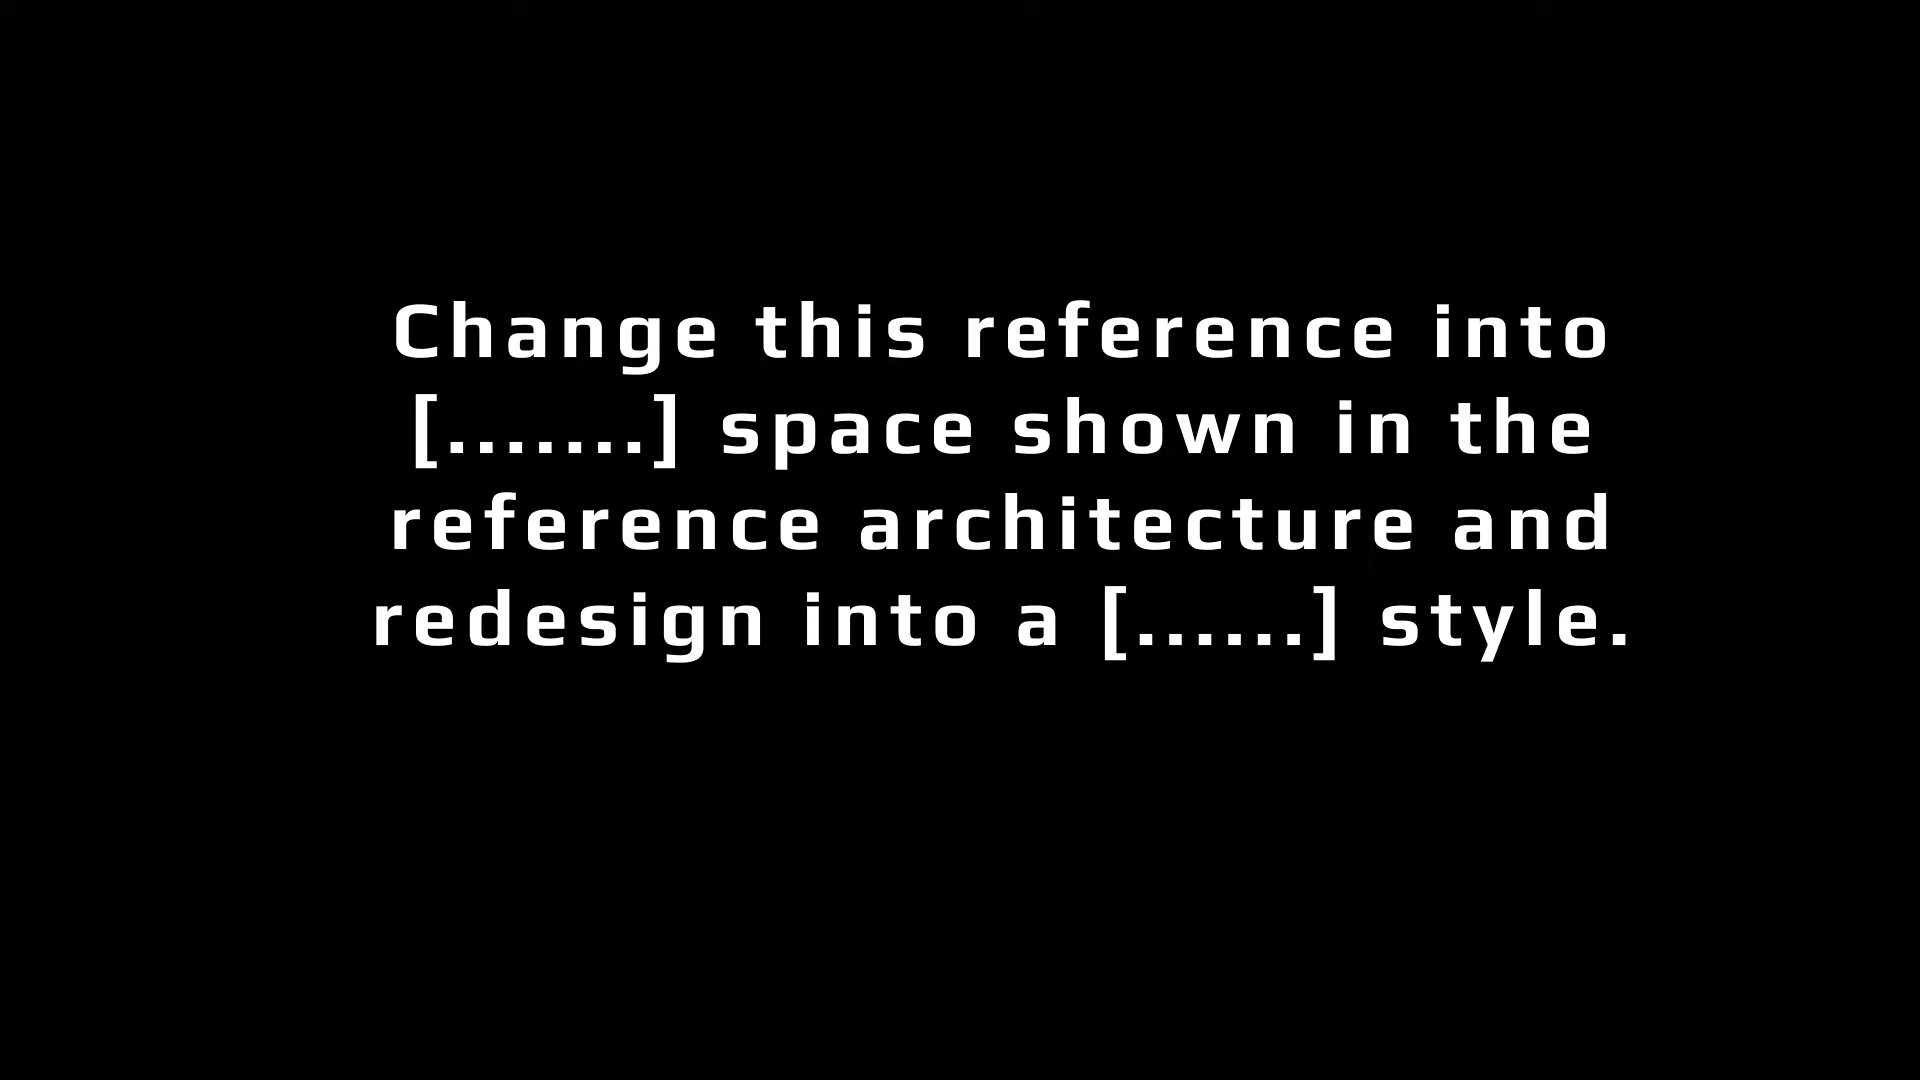 Change this reference into
[.......] space shown in the
reference architecture and
redesign into a [......] style.